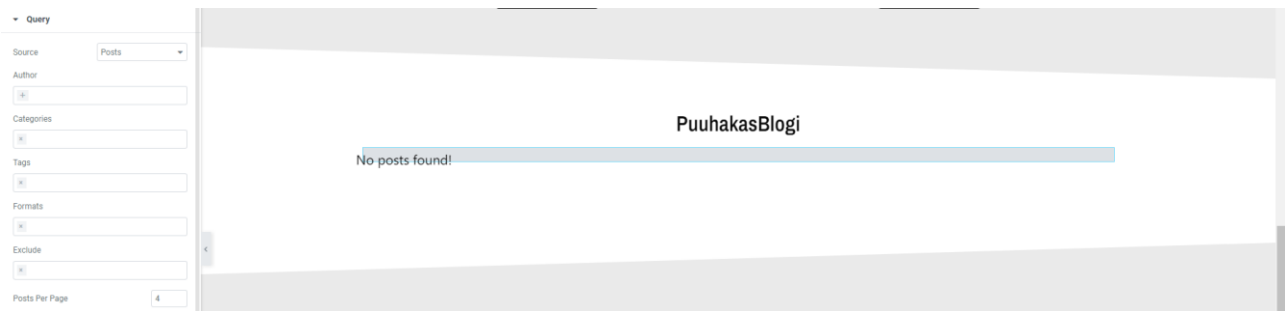 Query
Source Posts
Author
+
Categories
×
Tags
×
Formats
×
Exclude
×
Posts Per Page 4
PuuhakasBlogi
No posts found!